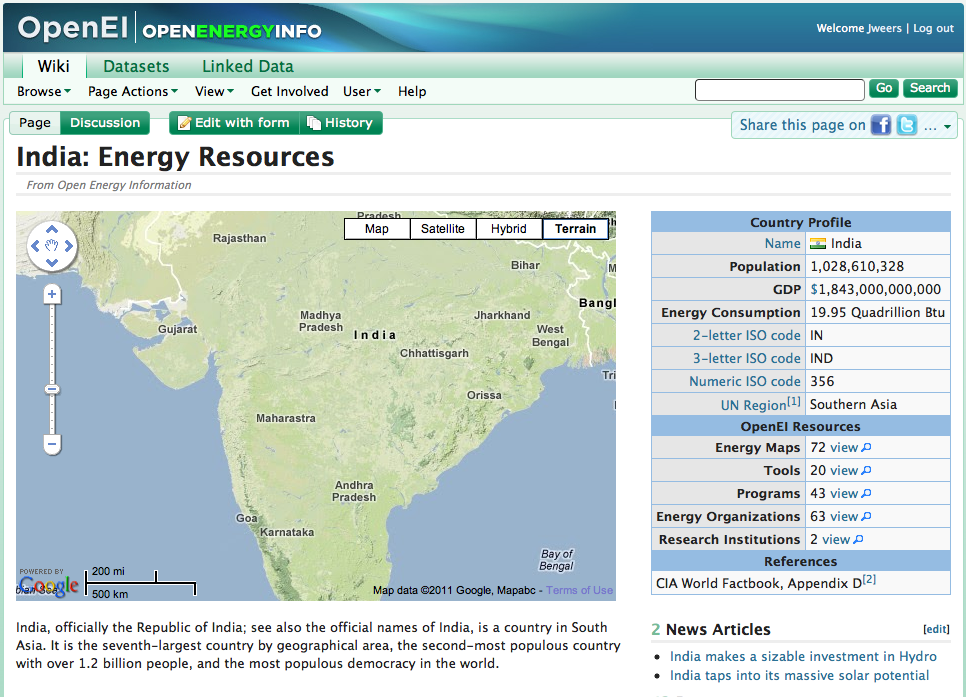 OpenEI | OPENENERGYINFO
Welcome Jweers | Log out
Wiki Datasets Linked Data
Browse Page Actions View Get Involved User Help
Go Search
Page Discussion Edit with form History
Share this page on f t ...
India: Energy Resources
From Open Energy Information
Pradesh
Map Satellite Hybrid Terrain
Rajasthan
Bihar
Bangl
Madhya
Pradesh
Jharkhand
Gujarat
India
West
Bengal
Chhattisgarh
Tri
Orissa
Maharastra
Andhra
Pradesh
Goa
Karnataka
Bay of
Bengal
POWERED BY
Google
200 mi
500 km
Map data ©2011 Google, Mapabc - Terms of Use
Country Profile
Name India
Population 1,028,610,328
GDP $1,843,000,000,000
Energy Consumption 19.95 Quadrillion Btu
2-letter ISO code IN
3-letter ISO code IND
Numeric ISO code 356
UN Region[1] Southern Asia
OpenEI Resources
Energy Maps 72 view
Tools 20 view
Programs 43 view
Energy Organizations 63 view
Research Institutions 2 view
References
CIA World Factbook, Appendix D[2]
India, officially the Republic of India; see also the official names of India, is a country in South
Asia. It is the seventh-largest country by geographical area, the second-most populous country
with over 1.2 billion people, and the most populous democracy in the world.
2 News Articles [edit]
India makes a sizable investment in Hydro
India taps into its massive solar potential